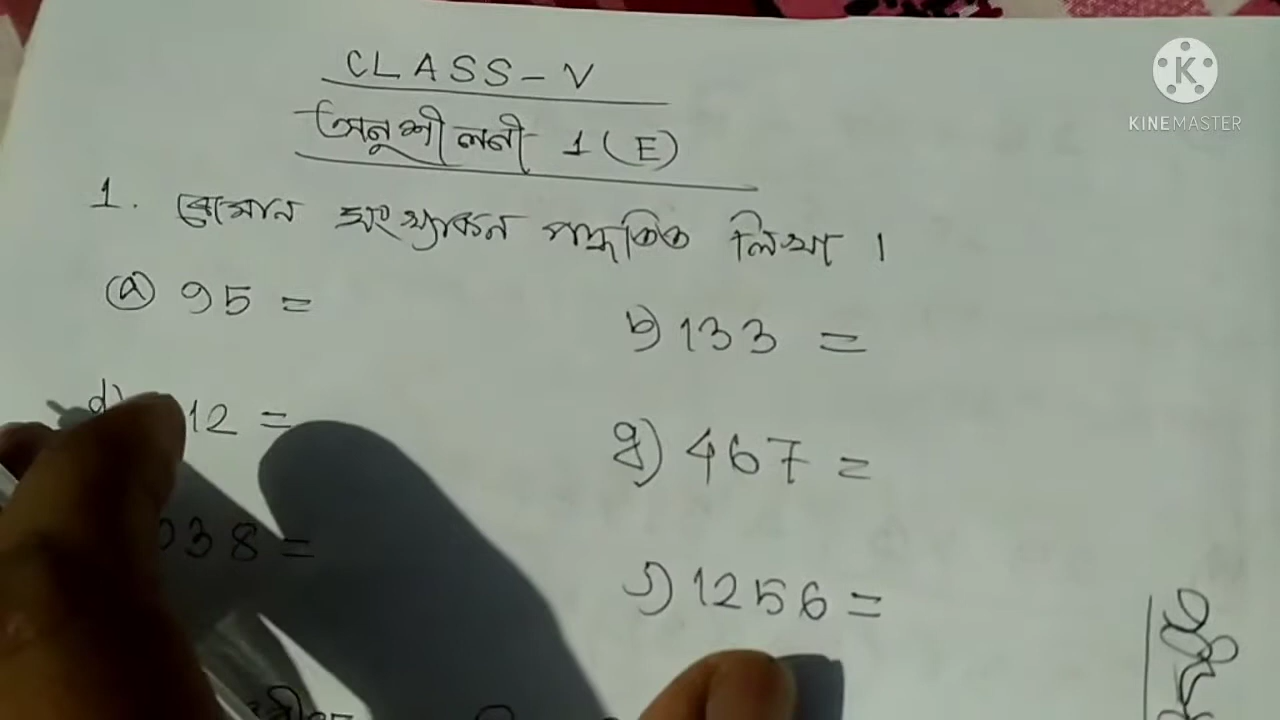 CLASS - V
অনুশীলনী 1 (E)
1. রোমান সংখ্যাকন পদ্ধতিত লিখা ।
(a) 95 =
b) 133 =
d) 12 =
g) 467 =
038 =
J) 1256 =
KINEMASTER